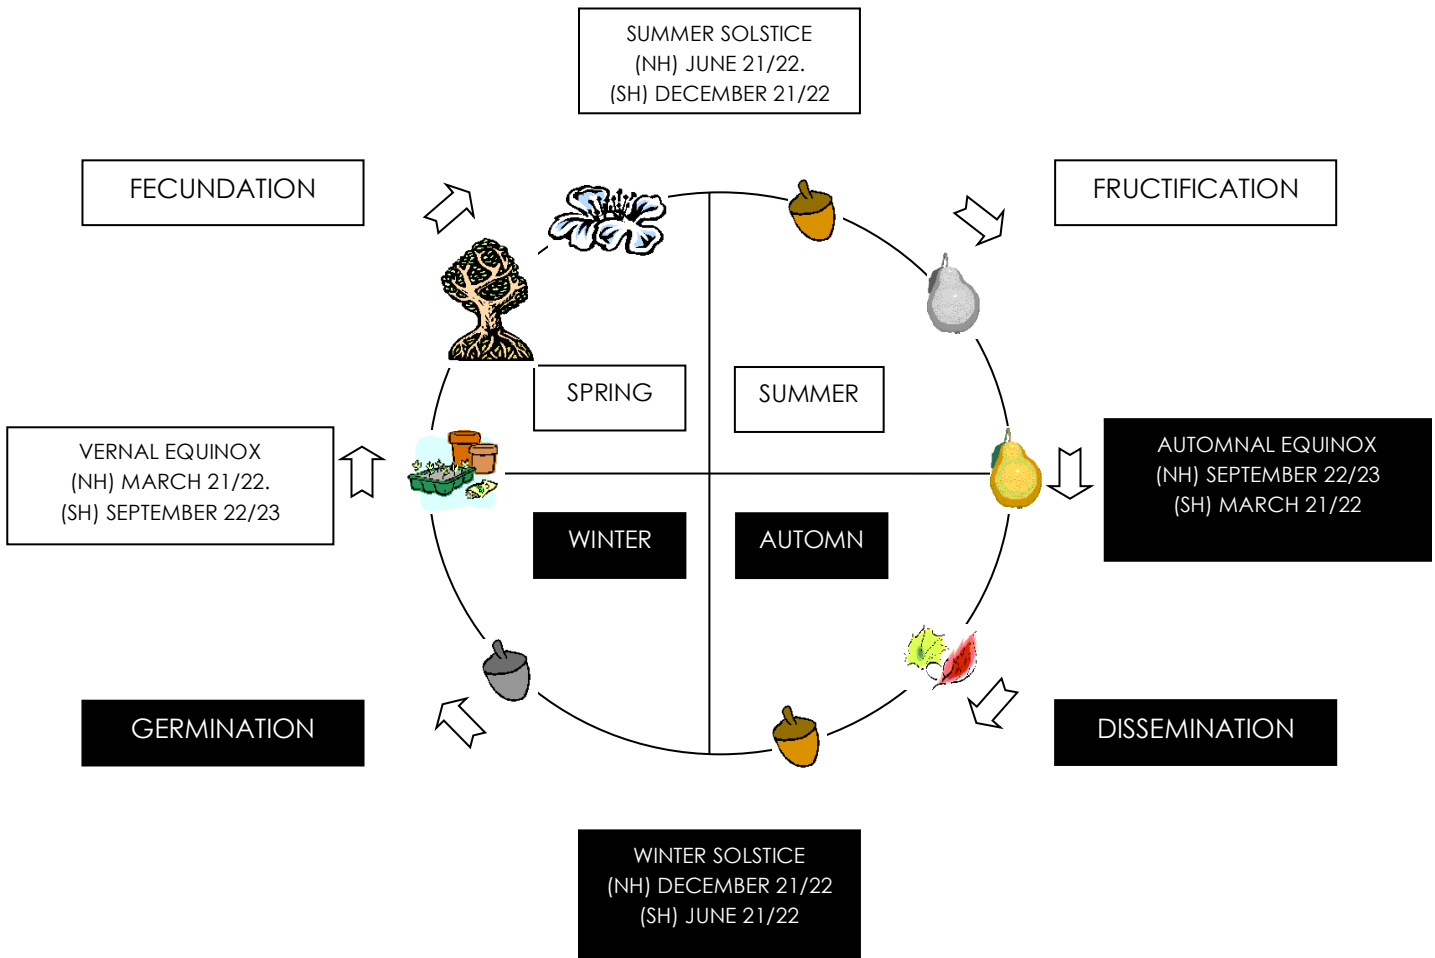 SUMMER SOLSTICE
(NH) JUNE 21/22.
(SH) DECEMBER 21/22
FECUNDATION
FRUCTIFICATION
SPRING
SUMMER
VERNAL EQUINOX
(NH) MARCH 21/22.
(SH) SEPTEMBER 22/23
AUTOMNAL EQUINOX
(NH) SEPTEMBER 22/23
(SH) MARCH 21/22
WINTER
AUTOMN
GERMINATION
DISSEMINATION
WINTER SOLSTICE
(NH) DECEMBER 21/22
(SH) JUNE 21/22